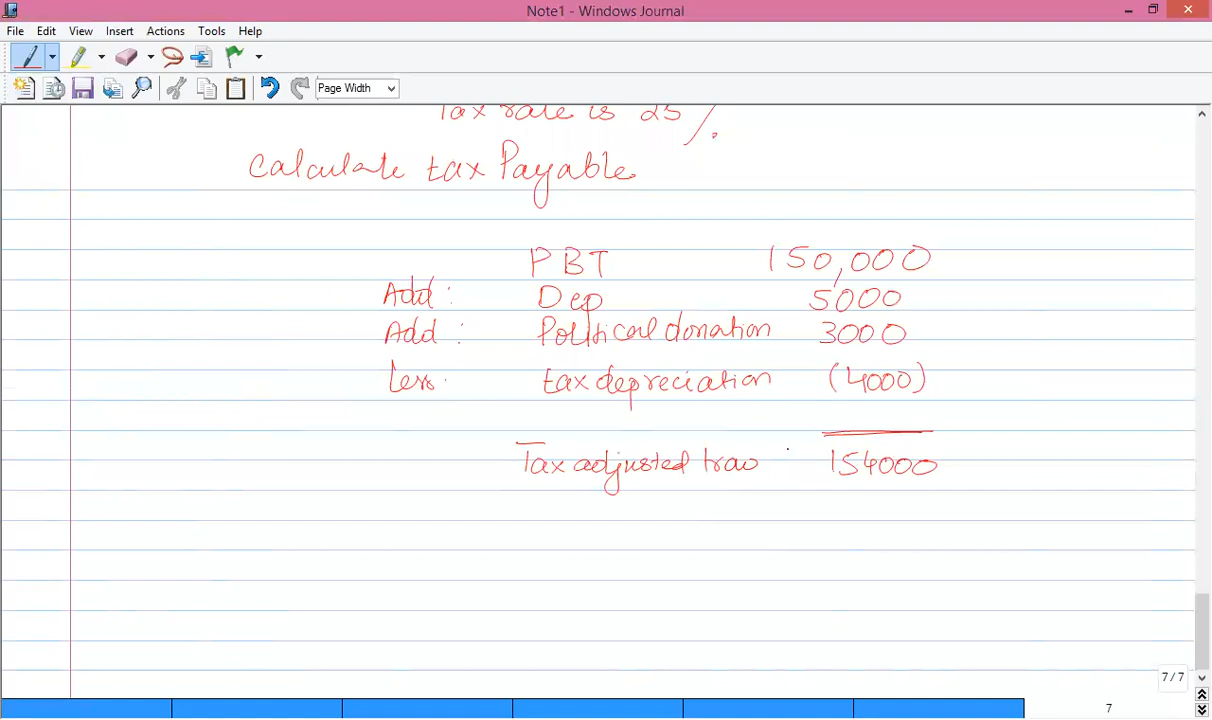 Note1 - Windows Journal
File Edit View Insert Actions Tools Help
Page Width
Tax rate is 25 %
Calculate tax Payable
PBT 150,000
Add: Dep 5000
Add: Political donation 3000
Less: tax depreciation (4000)
Tax adjusted trad 154000
7 / 7
7